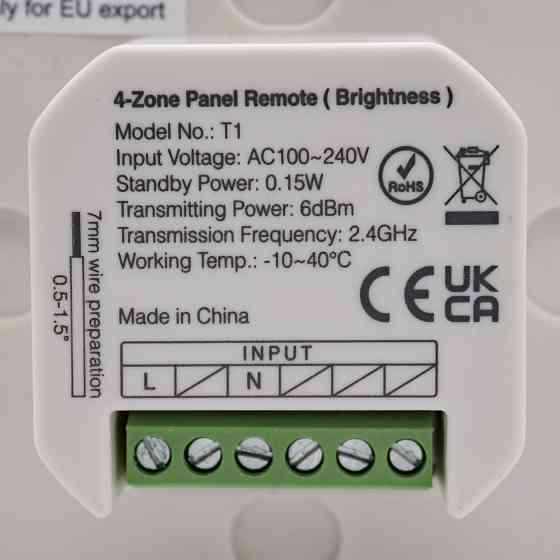 ly for EU export
4-Zone Panel Remote ( Brightness )
Model No.: T1
Input Voltage: AC100~240V
Standby Power: 0.15W
Transmitting Power: 6dBm
Transmission Frequency: 2.4GHz
Working Temp.: -10~40°C
RoHS
7mm wire preparation
0.5-1.5°
CE
UK
CA
Made in China
INPUT
L N